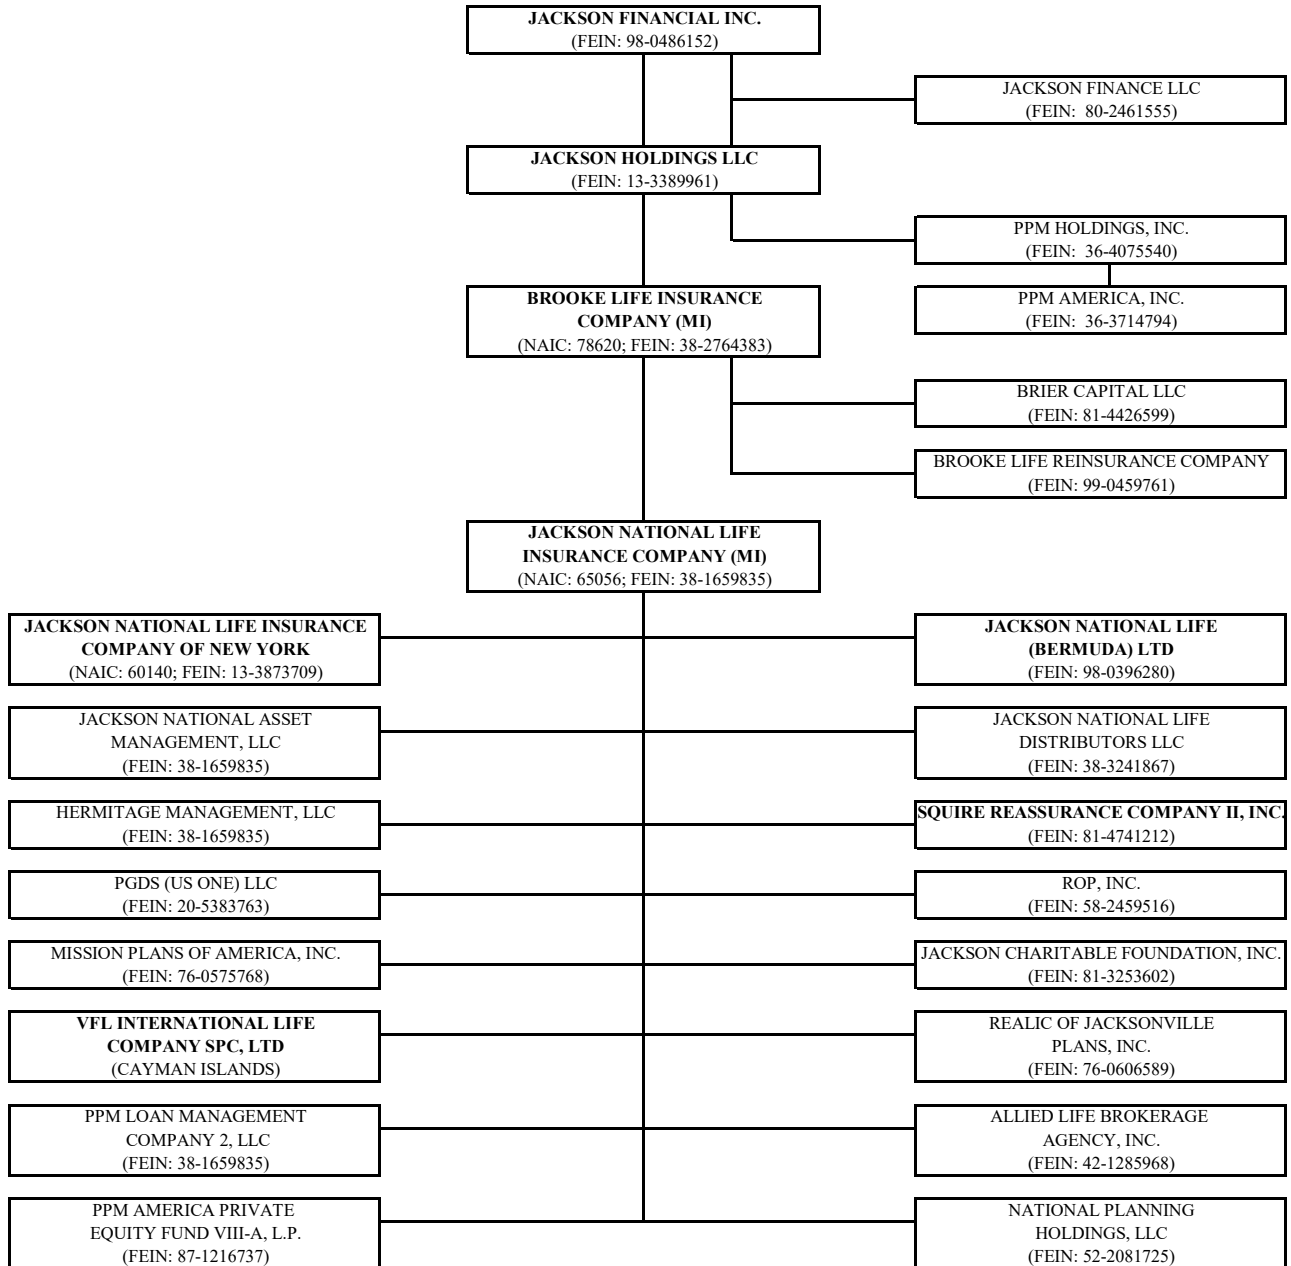 JACKSON FINANCIAL INC.
(FEIN: 98-0486152)
JACKSON FINANCE LLC
(FEIN: 80-2461555)
JACKSON HOLDINGS LLC
(FEIN: 13-3389961)
PPM HOLDINGS, INC.
(FEIN: 36-4075540)
BROOKE LIFE INSURANCE
COMPANY (MI)
(NAIC: 78620; FEIN: 38-2764383)
PPM AMERICA, INC.
(FEIN: 36-3714794)
BRIER CAPITAL LLC
(FEIN: 81-4426599)
BROOKE LIFE REINSURANCE COMPANY
(FEIN: 99-0459761)
JACKSON NATIONAL LIFE
INSURANCE COMPANY (MI)
(NAIC: 65056; FEIN: 38-1659835)
JACKSON NATIONAL LIFE INSURANCE
COMPANY OF NEW YORK
(NAIC: 60140; FEIN: 13-3873709)
JACKSON NATIONAL LIFE
(BERMUDA) LTD
(FEIN: 98-0396280)
JACKSON NATIONAL ASSET
MANAGEMENT, LLC
(FEIN: 38-1659835)
JACKSON NATIONAL LIFE
DISTRIBUTORS LLC
(FEIN: 38-3241867)
HERMITAGE MANAGEMENT, LLC
(FEIN: 38-1659835)
SQUIRE REASSURANCE COMPANY II, INC.
(FEIN: 81-4741212)
PGDS (US ONE) LLC
(FEIN: 20-5383763)
ROP, INC.
(FEIN: 58-2459516)
MISSION PLANS OF AMERICA, INC.
(FEIN: 76-0575768)
JACKSON CHARITABLE FOUNDATION, INC.
(FEIN: 81-3253602)
VFL INTERNATIONAL LIFE
COMPANY SPC, LTD
(CAYMAN ISLANDS)
REALIC OF JACKSONVILLE
PLANS, INC.
(FEIN: 76-0606589)
PPM LOAN MANAGEMENT
COMPANY 2, LLC
(FEIN: 38-1659835)
ALLIED LIFE BROKERAGE
AGENCY, INC.
(FEIN: 42-1285968)
PPM AMERICA PRIVATE
EQUITY FUND VIII-A, L.P.
(FEIN: 87-1216737)
NATIONAL PLANNING
HOLDINGS, LLC
(FEIN: 52-2081725)